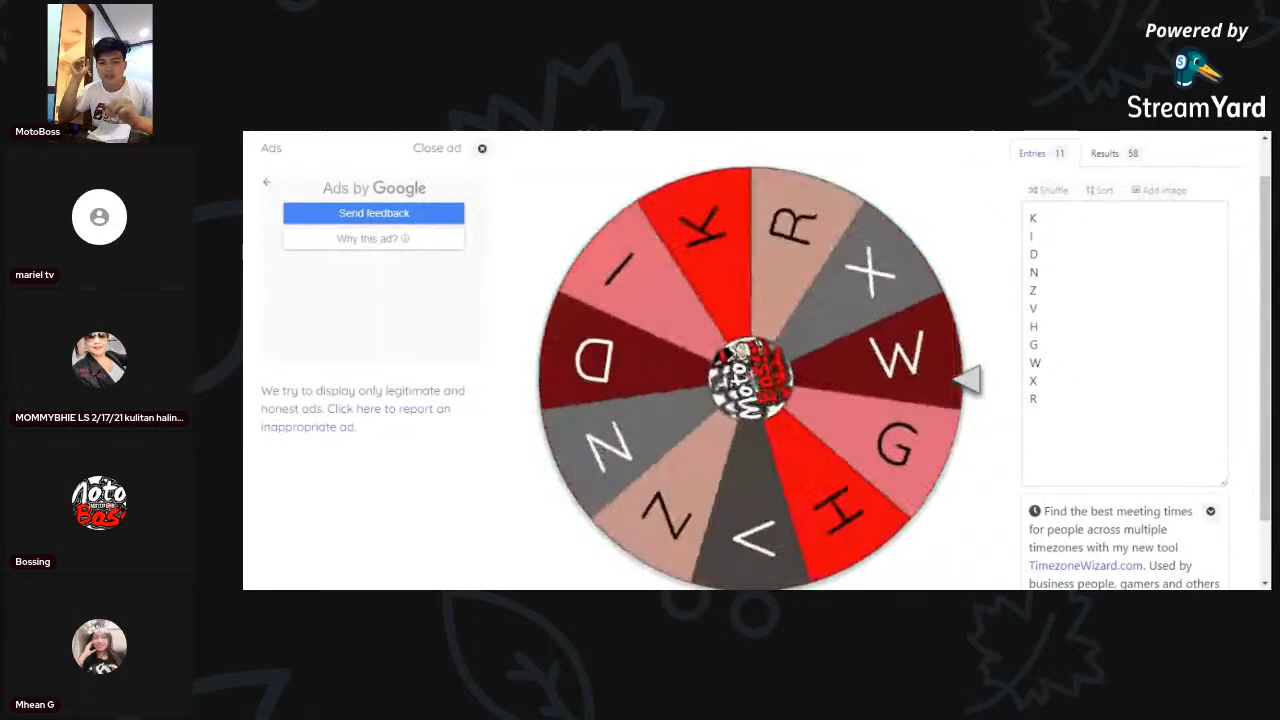 MotoBoss
mariel tv
MOMMYBHIE LS 2/17/21 kulitan halin...
Bossing
Mhean G
Powered by
StreamYard
Ads
Close ad
Ads by Google
Send feedback
Why this ad?
We try to display only legitimate and
honest ads. Click here to report an
inappropriate ad.
K
R
X
W
G
H
V
Z
N
D
I
Moto
Boss
Entries 11
Results 58
Shuffle
Sort
Add image
K
I
D
N
Z
V
H
G
W
X
R
Find the best meeting times
for people across multiple
timezones with my new tool
TimezoneWizard.com. Used by
business people, gamers and others